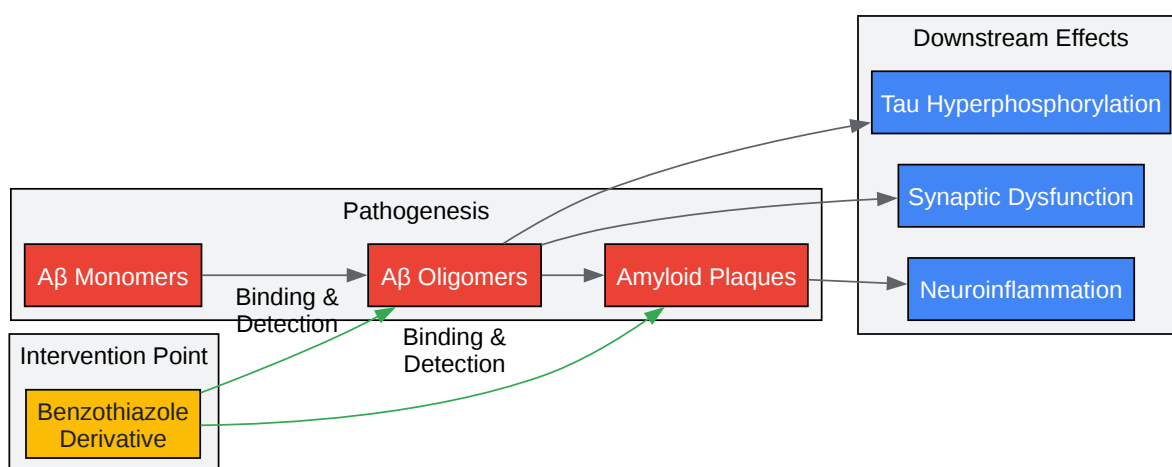 Downstream Effects
Tau Hyperphosphorylation
Synaptic Dysfunction
Neuroinflammation
Pathogenesis
Aβ Monomers
Aβ Oligomers
Amyloid Plaques
Binding &
Detection
Binding &
Detection
Intervention Point
Benzothiazole
Derivative